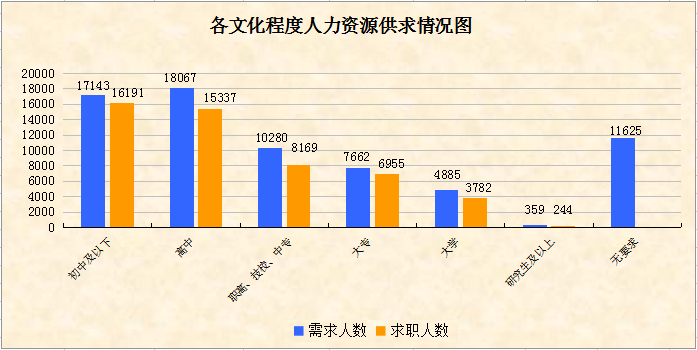 各文化程度人力资源供求情况图
20000
18000
16000
14000
12000
10000
8000
6000
4000
2000
0
17143
16191
18067
15337
10280
8169
7662
6955
4885
3782
359
244
11625
初中及以下
高中
职高、技校、中专
大专
大学
研究生及以上
无要求
需求人数
求职人数